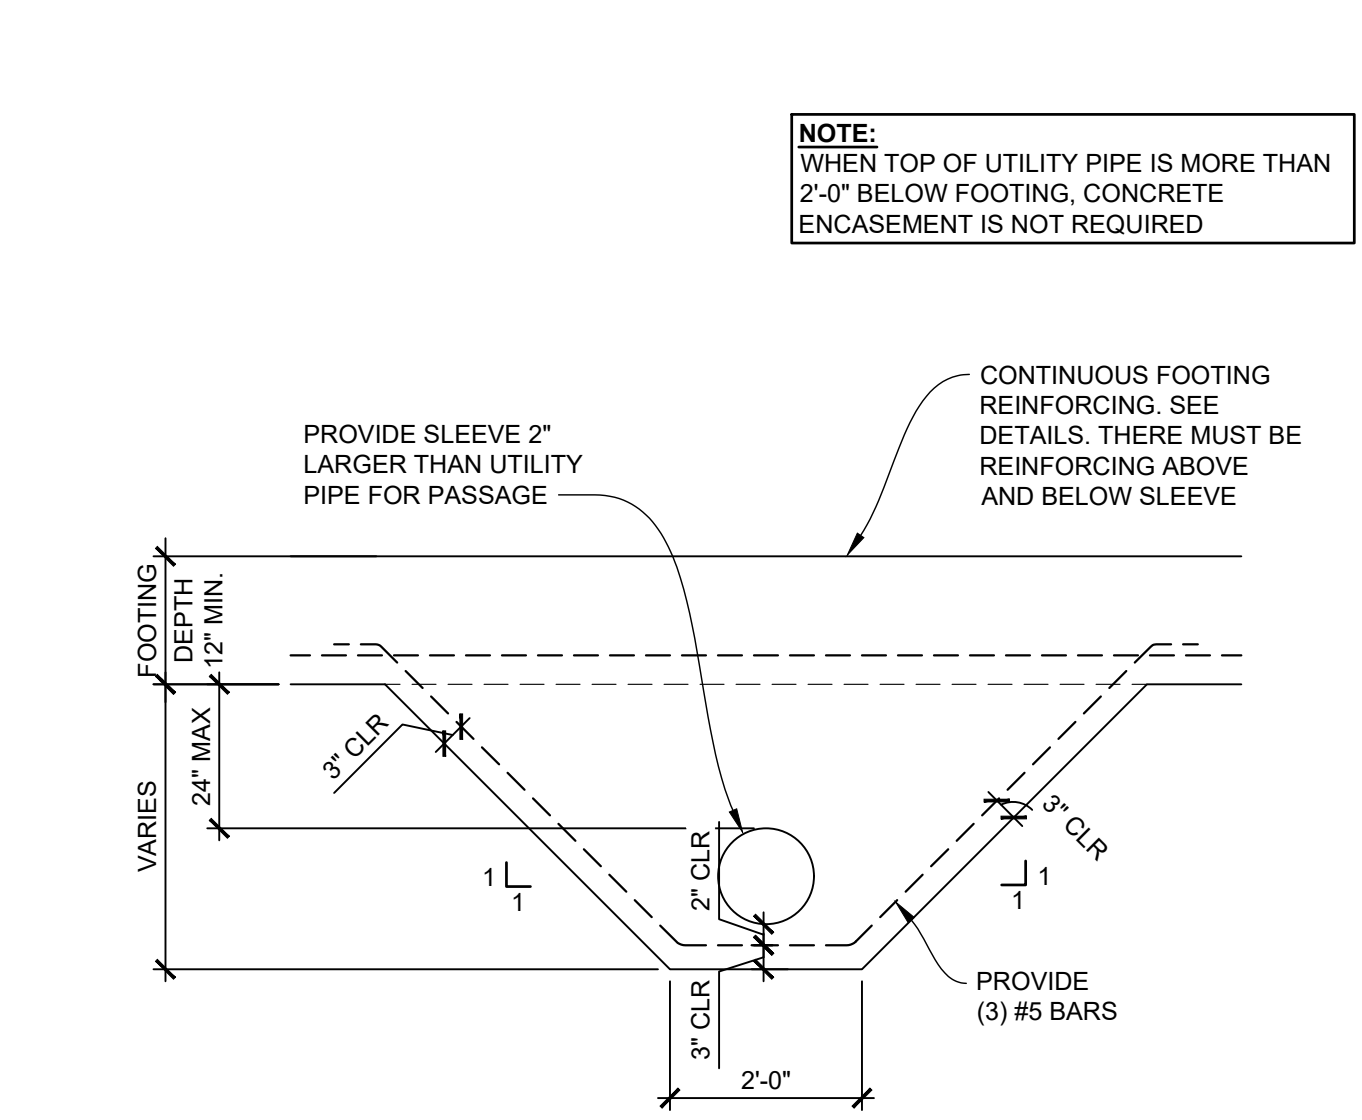 NOTE:
WHEN TOP OF UTILITY PIPE IS MORE THAN
2'-0" BELOW FOOTING, CONCRETE
ENCASEMENT IS NOT REQUIRED
CONTINUOUS FOOTING
REINFORCING. SEE
DETAILS. THERE MUST BE
REINFORCING ABOVE
AND BELOW SLEEVE
PROVIDE SLEEVE 2"
LARGER THAN UTILITY
PIPE FOR PASSAGE
FOOTING
DEPTH
12" MIN.
24" MAX
VARIES
3" CLR
3" CLR
2" CLR
3" CLR
1
1
1
1
PROVIDE
(3) #5 BARS
2'-0"